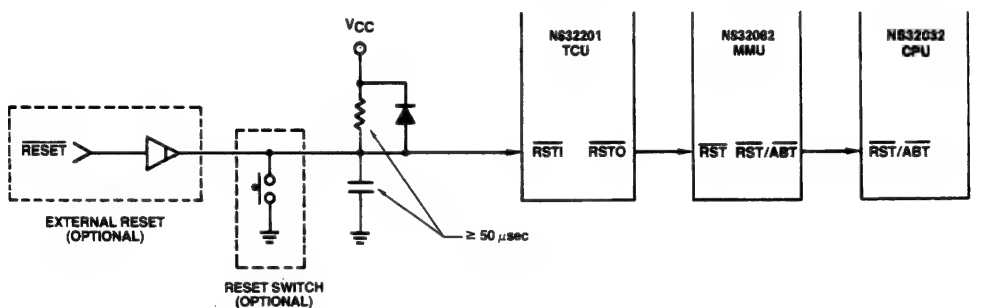 VCC
NS32201
TCU
NS32082
MMU
NS32032
CPU
RESET
RSTI
RSTO
RST
RST/ABT
RST/ABT
EXTERNAL RESET
(OPTIONAL)
≥ 50 μsec
RESET SWITCH
(OPTIONAL)